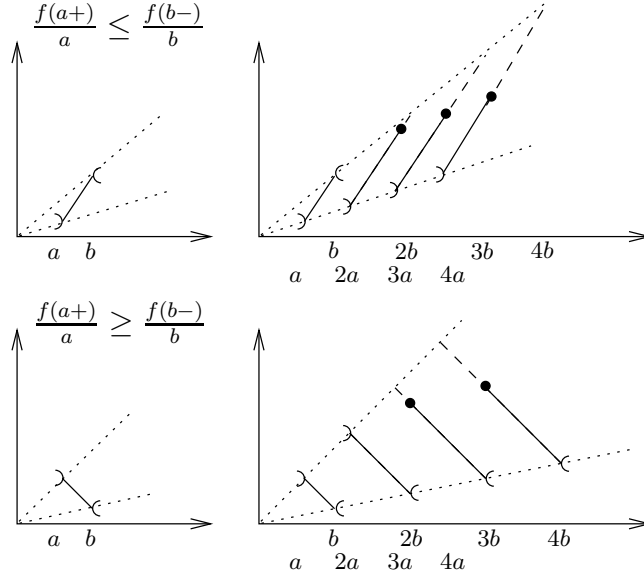 f(a+)/a ≤ f(b-)/b
a b
b 2b 3b 4b
a 2a 3a 4a
f(a+)/a ≥ f(b-)/b
a b
b 2b 3b 4b
a 2a 3a 4a